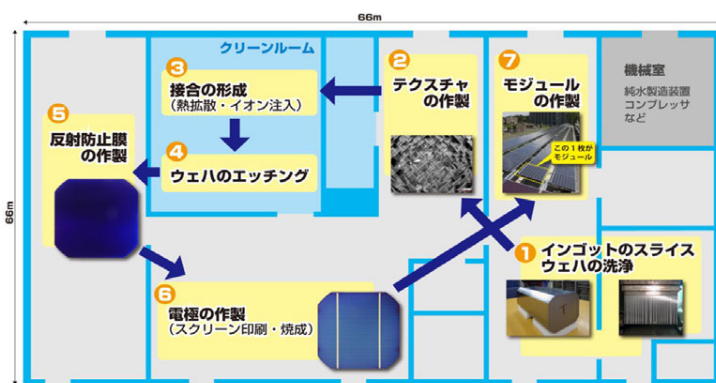 66m
66m
クリーンルーム
3
接合の形成
(熱拡散・イオン注入)
4
ウェハのエッチング
5
反射防止膜
の作製
2
テクスチャ
の作製
7
モジュール
の作製
この1枚が
モジュール
機械室
純水製造装置
コンプレッサ
など
1
インゴットのスライス
ウェハの洗浄
6
電極の作製
(スクリーン印刷・焼成)